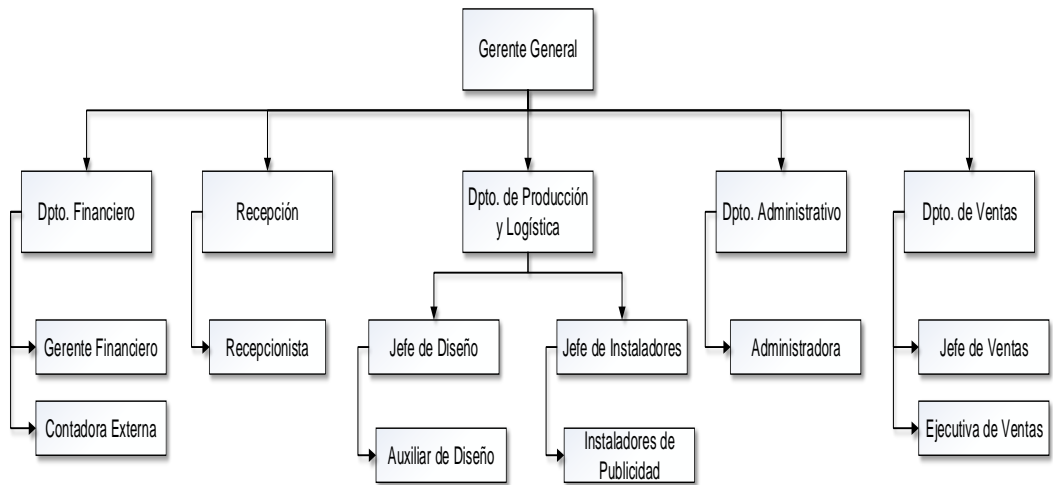 Gerente General
Dpto. Financiero
Recepción
Dpto. de Producción
y Logística
Dpto. Administrativo
Dpto. de Ventas
Gerente Financiero
Recepcionista
Jefe de Diseño
Jefe de Instaladores
Administradora
Jefe de Ventas
Contadora Externa
Auxiliar de Diseño
Instaladores de
Publicidad
Ejecutiva de Ventas